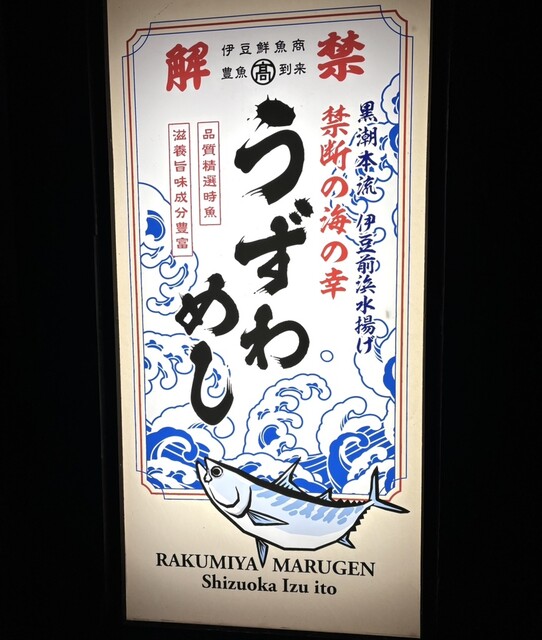 解禁
伊豆鮮魚商
豊魚 高 到来
黒潮本流 伊豆前浜水揚げ
禁断の海の幸
うずわ
めし
品質精選時魚
滋養旨味成分豊富
RAKUMIYA MARUGEN
Shizuoka Izu ito